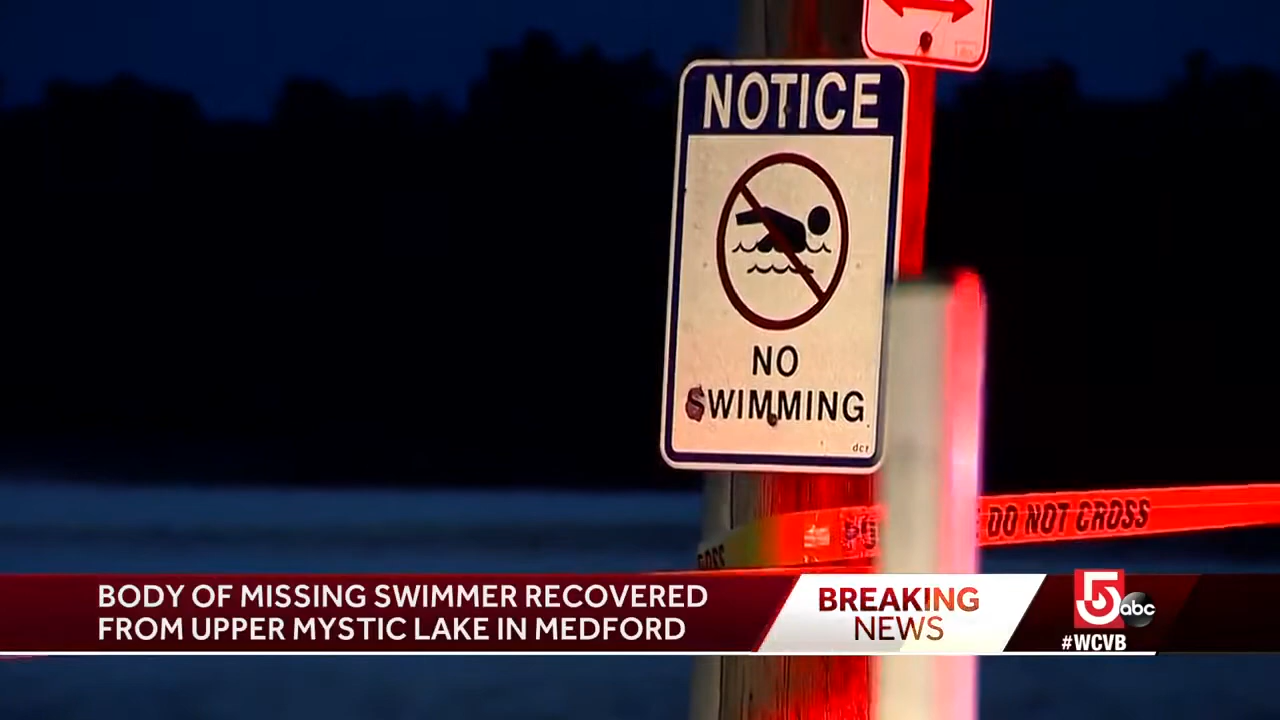 NOTICE
NO
SWIMMING
dcr
DO NOT CROSS
BODY OF MISSING SWIMMER RECOVERED
FROM UPPER MYSTIC LAKE IN MEDFORD
BREAKING
NEWS
5 abc
#WCVB